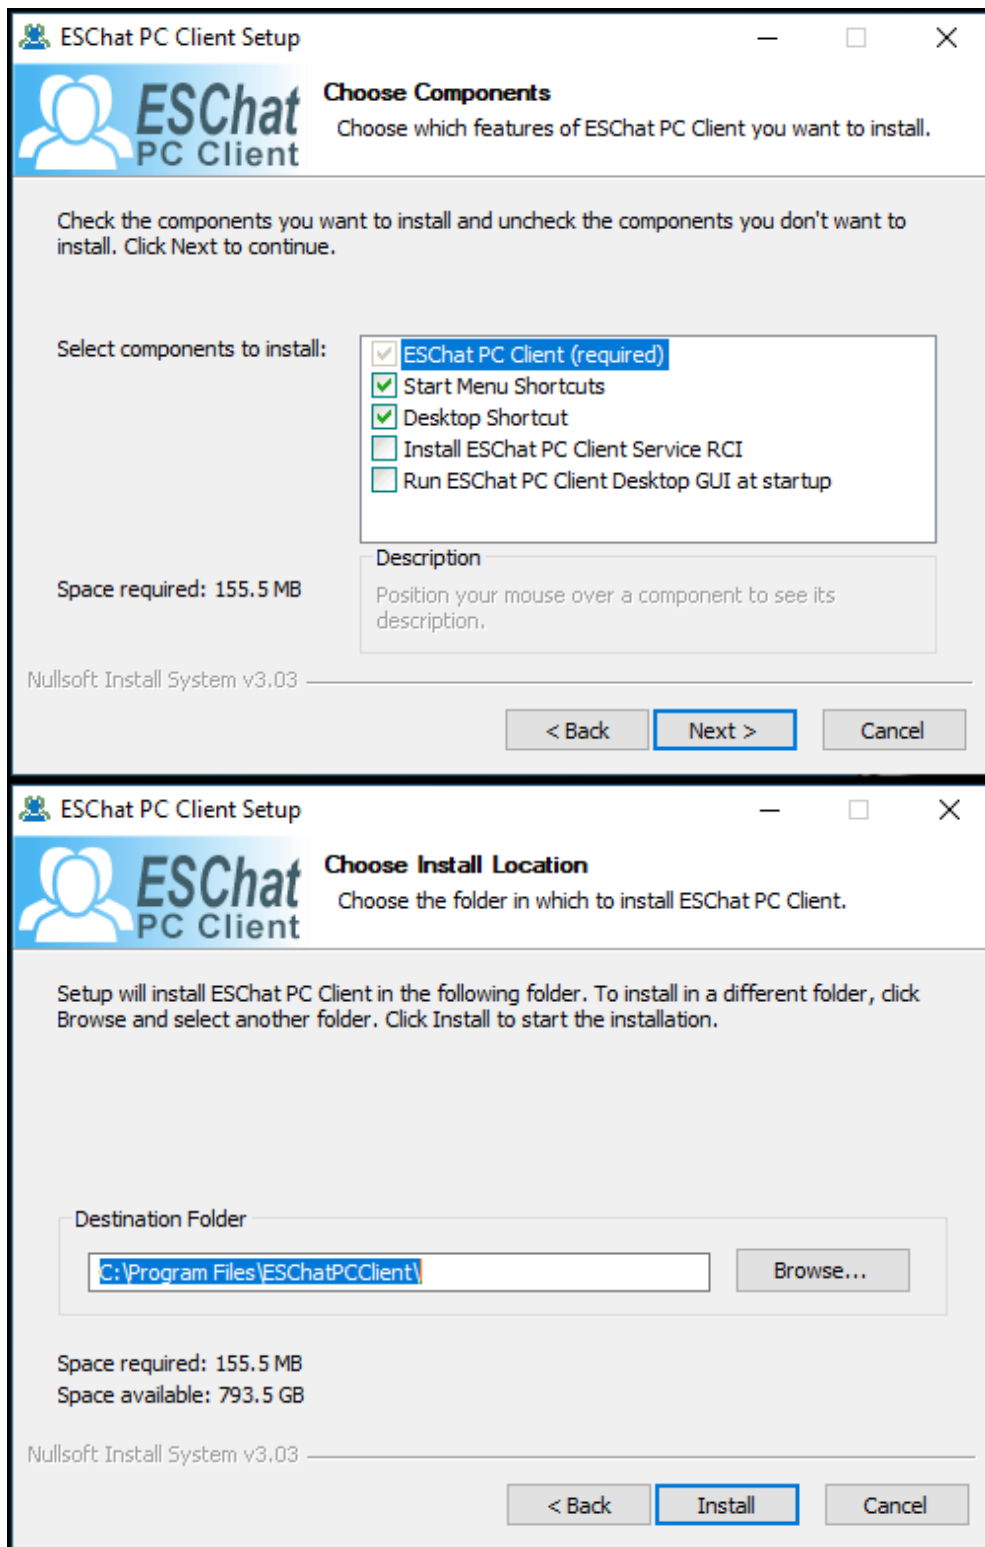 ESChat PC Client Setup
ESChat
PC Client
Choose Components
Choose which features of ESChat PC Client you want to install.
Check the components you want to install and uncheck the components you don't want to
install. Click Next to continue.
Select components to install:
ESChat PC Client (required)
Start Menu Shortcuts
Desktop Shortcut
Install ESChat PC Client Service RCI
Run ESChat PC Client Desktop GUI at startup
Space required: 155.5 MB
Description
Position your mouse over a component to see its
description.
Nullsoft Install System v3.03
< Back Next > Cancel
ESChat PC Client Setup
ESChat
PC Client
Choose Install Location
Choose the folder in which to install ESChat PC Client.
Setup will install ESChat PC Client in the following folder. To install in a different folder, click
Browse and select another folder. Click Install to start the installation.
Destination Folder
C:\Program Files\ESChatPCClient\ Browse...
Space required: 155.5 MB
Space available: 793.5 GB
Nullsoft Install System v3.03
< Back Install Cancel